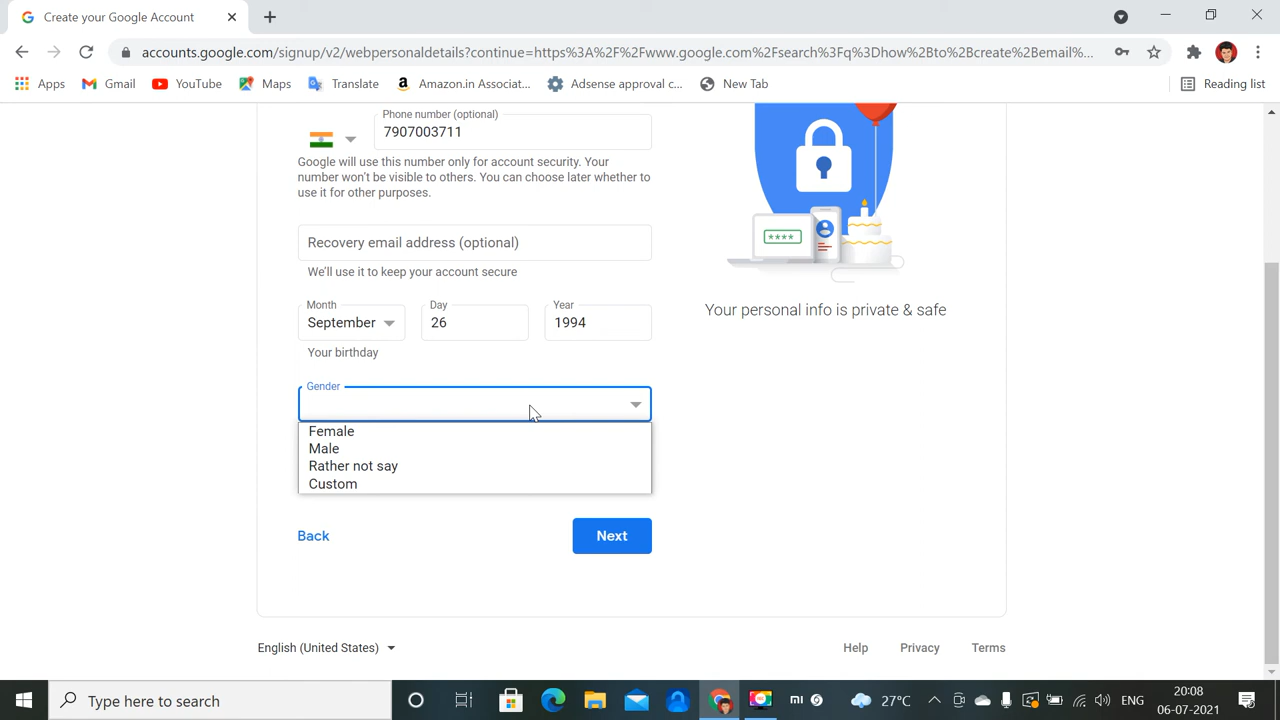 Create your Google Account
accounts.google.com/signup/v2/webpersonaldetails?continue=https%3A%2F%2Fwww.google.com%2Fsearch%3Fq%3Dhow%2Bto%2Bcreate%2Bemail%...
Apps
Gmail
YouTube
Maps
Translate
Amazon.in Associat...
Adsense approval c...
New Tab
Reading list
Phone number (optional)
7907003711
Google will use this number only for account security. Your
number won't be visible to others. You can choose later whether to
use it for other purposes.
Recovery email address (optional)
We'll use it to keep your account secure
Month
September
Day
26
Year
1994
Your birthday
Gender
Female
Male
Rather not say
Custom
Back
Next
****
Your personal info is private & safe
English (United States)
Help
Privacy
Terms
Type here to search
27°C
ENG
20:08
06-07-2021